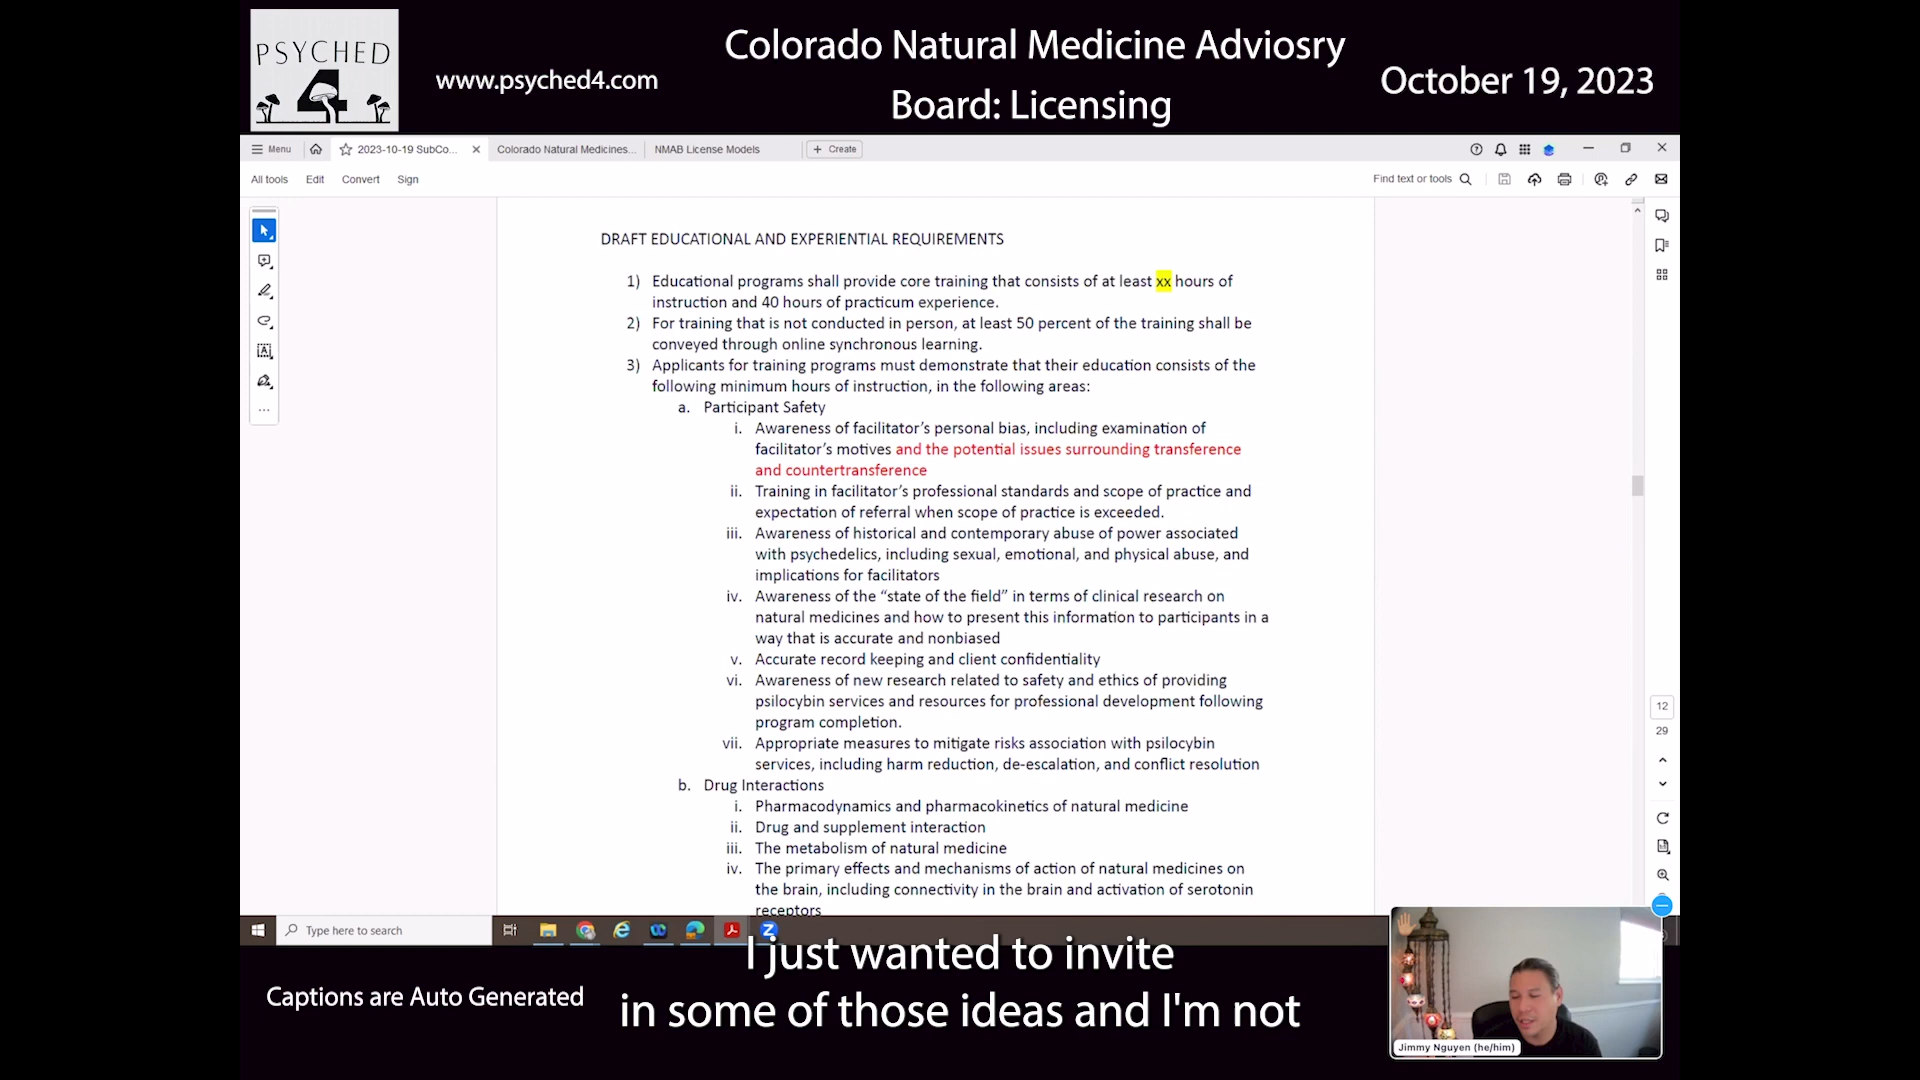 PSYCHED
4
www.psyched4.com
Colorado Natural Medicine Adviosry
Board: Licensing
October 19, 2023
Menu
2023-10-19 SubCo...
Colorado Natural Medicines...
NMAB License Models
+ Create
All tools
Edit
Convert
Sign
Find text or tools
DRAFT EDUCATIONAL AND EXPERIENTIAL REQUIREMENTS
1) Educational programs shall provide core training that consists of at least xx hours of
instruction and 40 hours of practicum experience.
2) For training that is not conducted in person, at least 50 percent of the training shall be
conveyed through online synchronous learning.
3) Applicants for training programs must demonstrate that their education consists of the
following minimum hours of instruction, in the following areas:
a. Participant Safety
i. Awareness of facilitator’s personal bias, including examination of
facilitator’s motives and the potential issues surrounding transference
and countertransference
ii. Training in facilitator’s professional standards and scope of practice and
expectation of referral when scope of practice is exceeded.
iii. Awareness of historical and contemporary abuse of power associated
with psychedelics, including sexual, emotional, and physical abuse, and
implications for facilitators
iv. Awareness of the “state of the field” in terms of clinical research on
natural medicines and how to present this information to participants in a
way that is accurate and nonbiased
v. Accurate record keeping and client confidentiality
vi. Awareness of new research related to safety and ethics of providing
psilocybin services and resources for professional development following
program completion.
vii. Appropriate measures to mitigate risks association with psilocybin
services, including harm reduction, de-escalation, and conflict resolution
b. Drug Interactions
i. Pharmacodynamics and pharmacokinetics of natural medicine
ii. Drug and supplement interaction
iii. The metabolism of natural medicine
iv. The primary effects and mechanisms of action of natural medicines on
the brain, including connectivity in the brain and activation of serotonin
receptors
12
29
Type here to search
I just wanted to invite
in some of those ideas and I'm not
Captions are Auto Generated
Jimmy Nguyen (he/him)